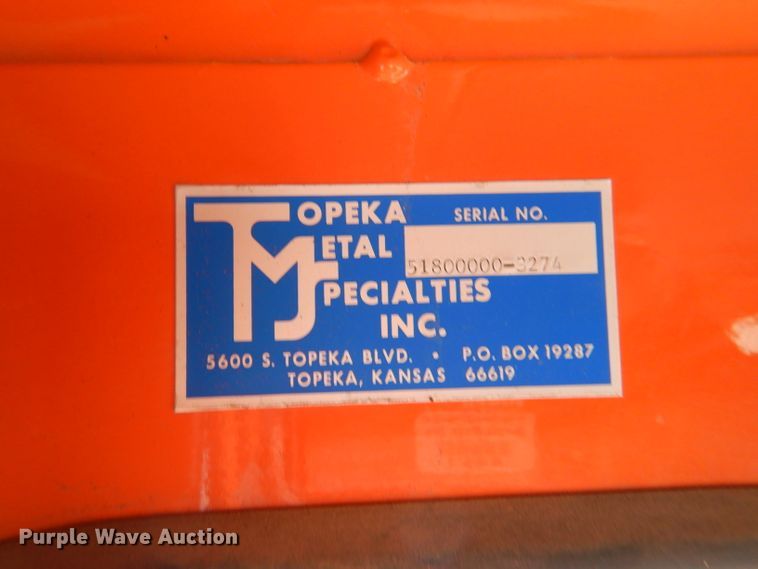 TOPEKA
METAL
SPECIALTIES
INC.
SERIAL NO.
51800000-3274
5600 S. TOPEKA BLVD. • P.O. BOX 19287
TOPEKA, KANSAS 66619
Purple Wave Auction